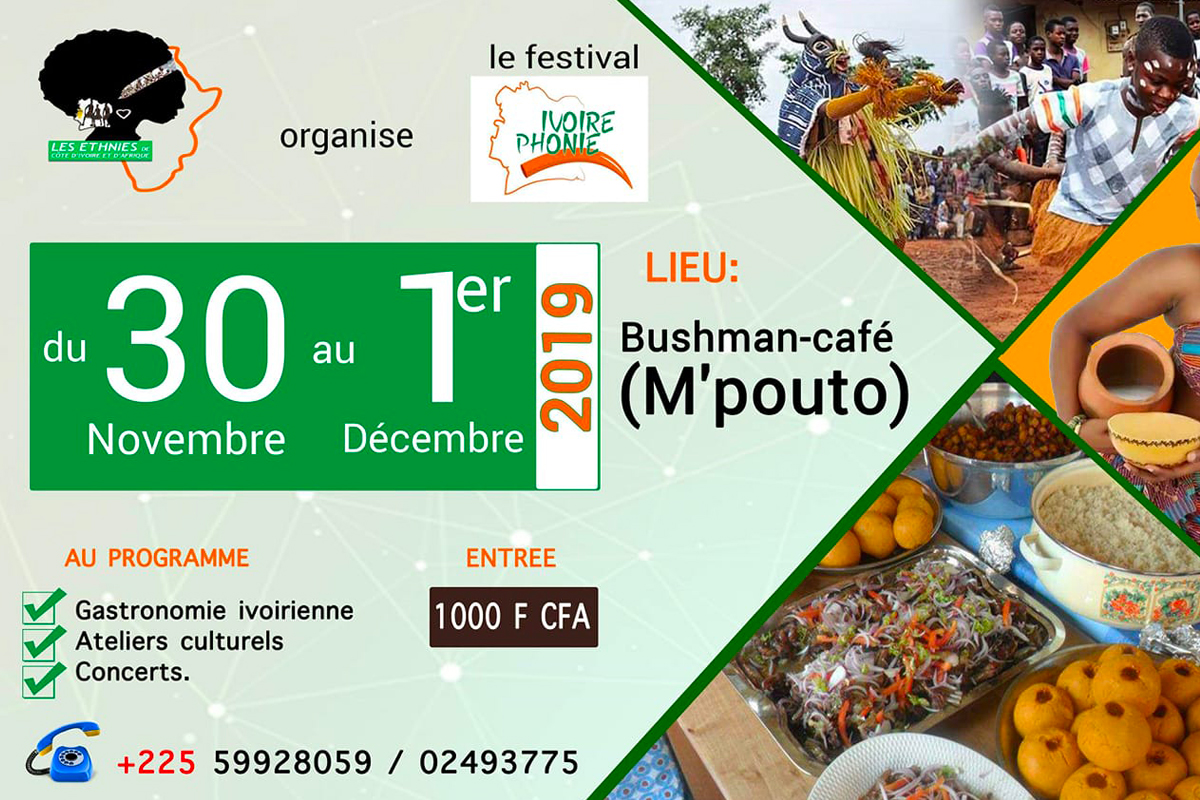 LES ETHNIES DE
CÔTE D'IVOIRE ET D'AFRIQUE
organise
le festival
IVOIRE
PHONIE
du 30 au 1er
Novembre Décembre
2019
LIEU:
Bushman-café
(M'pouto)
AU PROGRAMME
Gastronomie ivoirienne
Ateliers culturels
Concerts.
ENTREE
1000 F CFA
+225 59928059 / 02493775